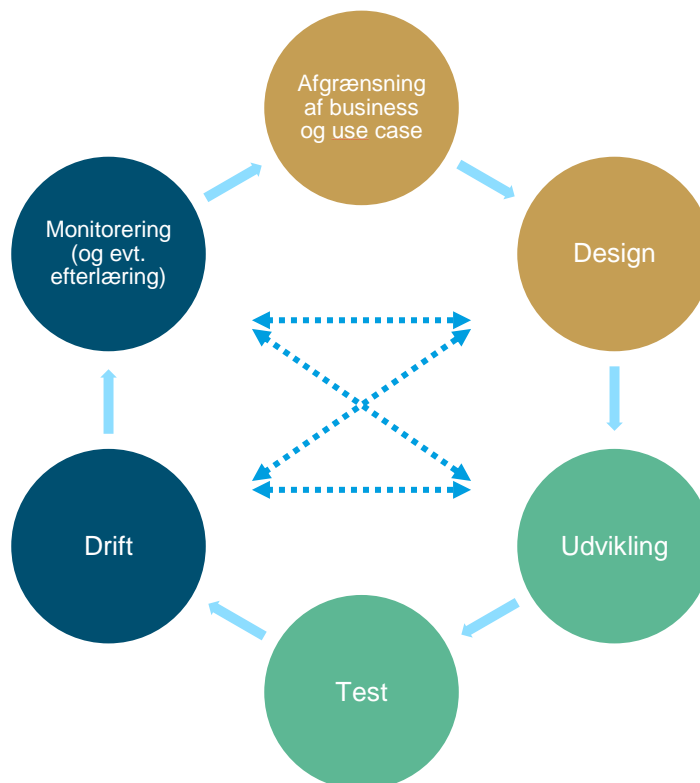 Afgrænsning
af business
og use case
Monitorering
(og evt.
efterlæring)
Design
Drift
Udvikling
Test